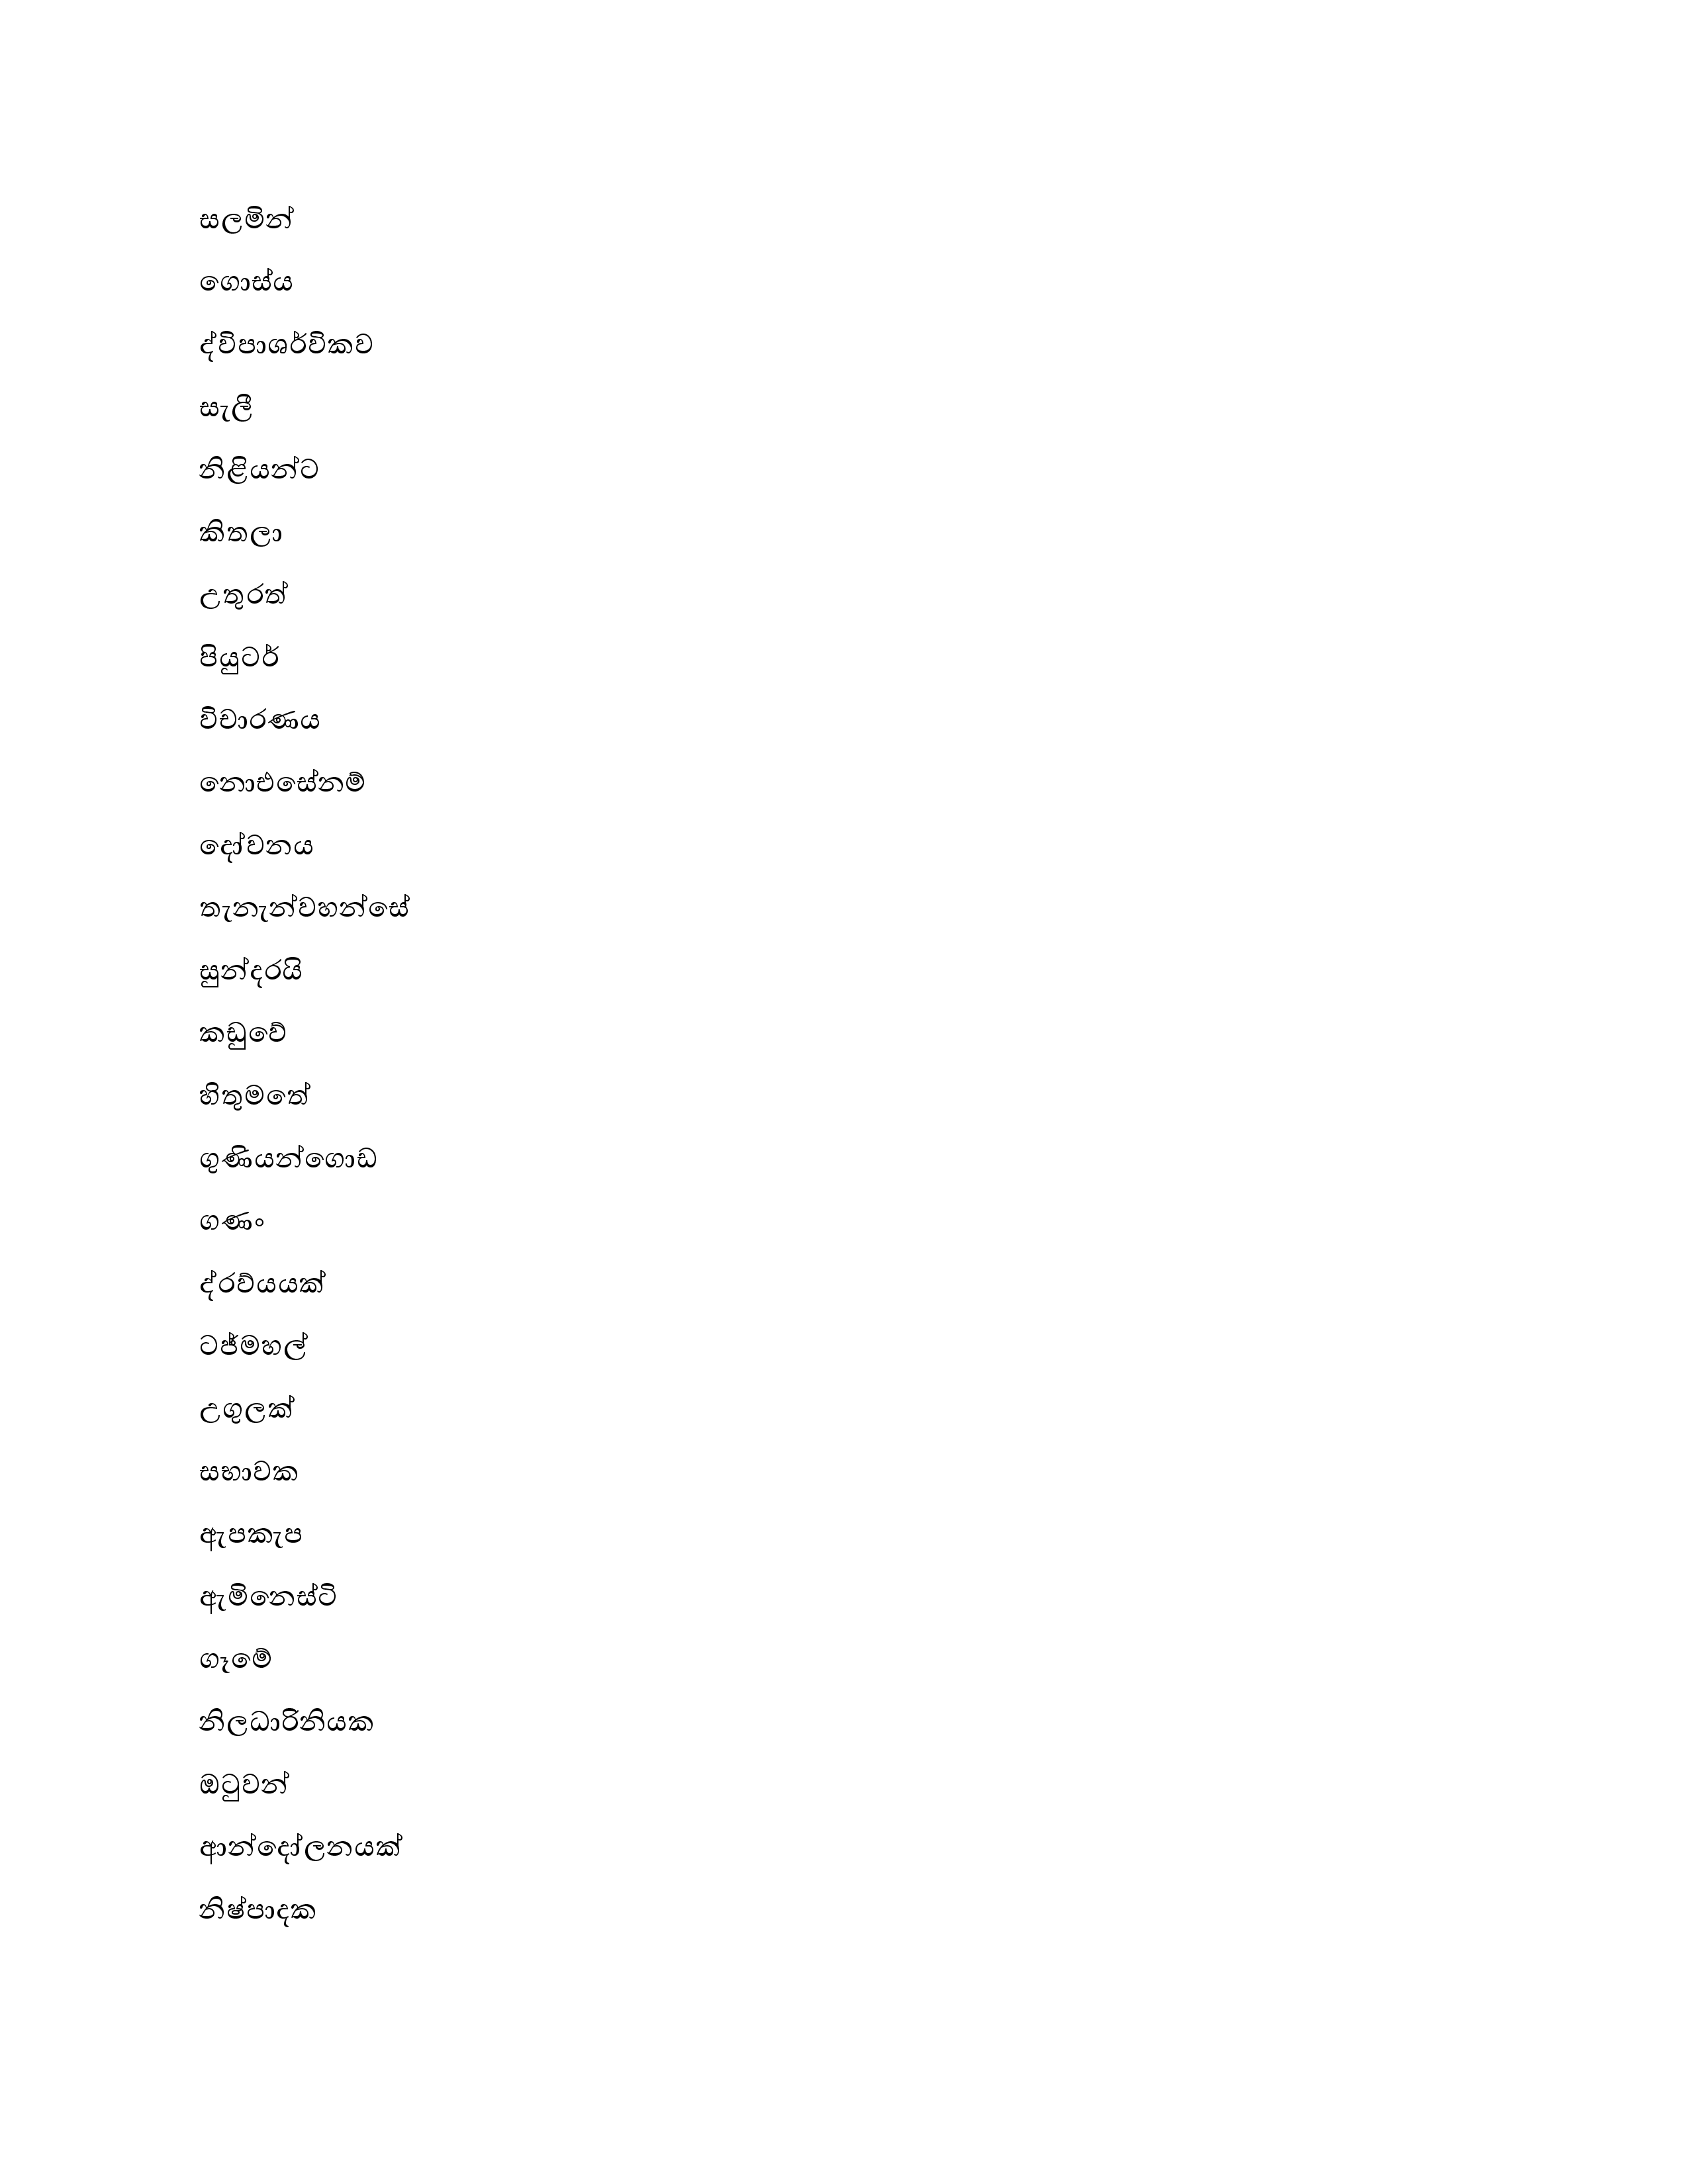 සලමින්
ගොස්ය
ද්විපාශර්විකව
සැලී
නිළියන්ට
කිතලා
උතුරත්
පියුටර්
විචාරණය
නොඑසේනම්
දෝවනය
තැනැන්වහන්සේ
සුන්දරයි
කඩුවේ
හිතුමතේ
ගුණියන්ගොඩ
ගණං
ද්රව්යයක්
ටජ්මහල්
උගුලක්
සභාවක
ඇපකැප
ඇමිනෙස්ටි
ගෑමේ
නිලධාරිනියක
ඔටුවන්
ආන්දෝලනයක්
නිෂ්පාදක